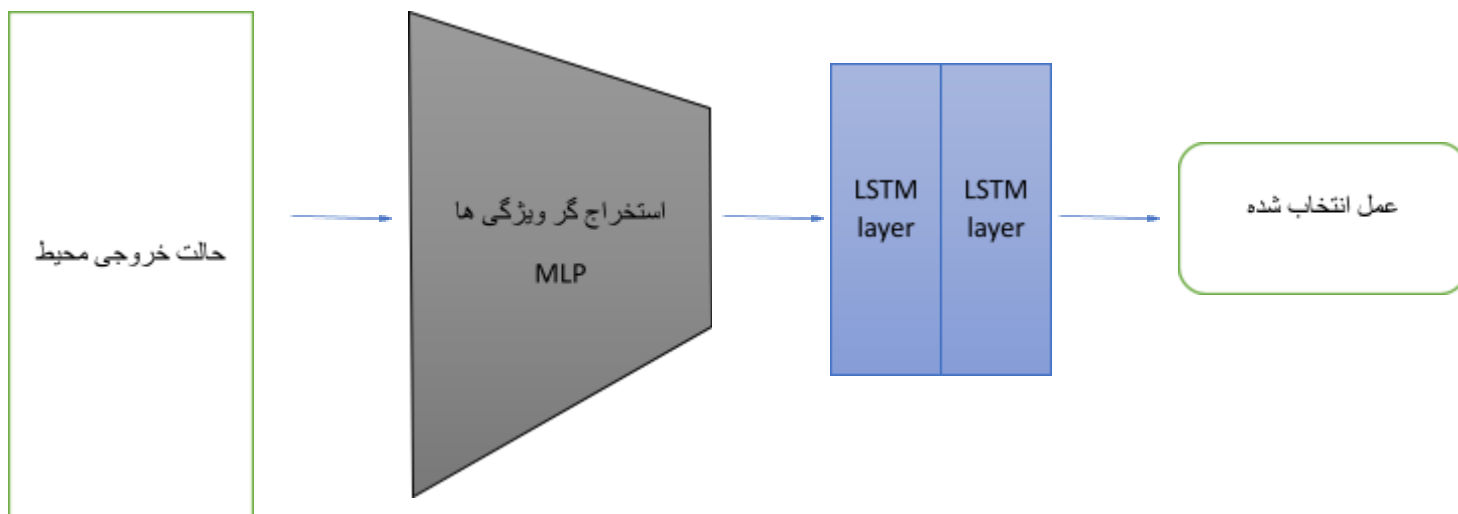 حالت خروجی محیط
استخراج گر ویژگی ها
MLP
LSTM
layer
LSTM
layer
عمل انتخاب شده